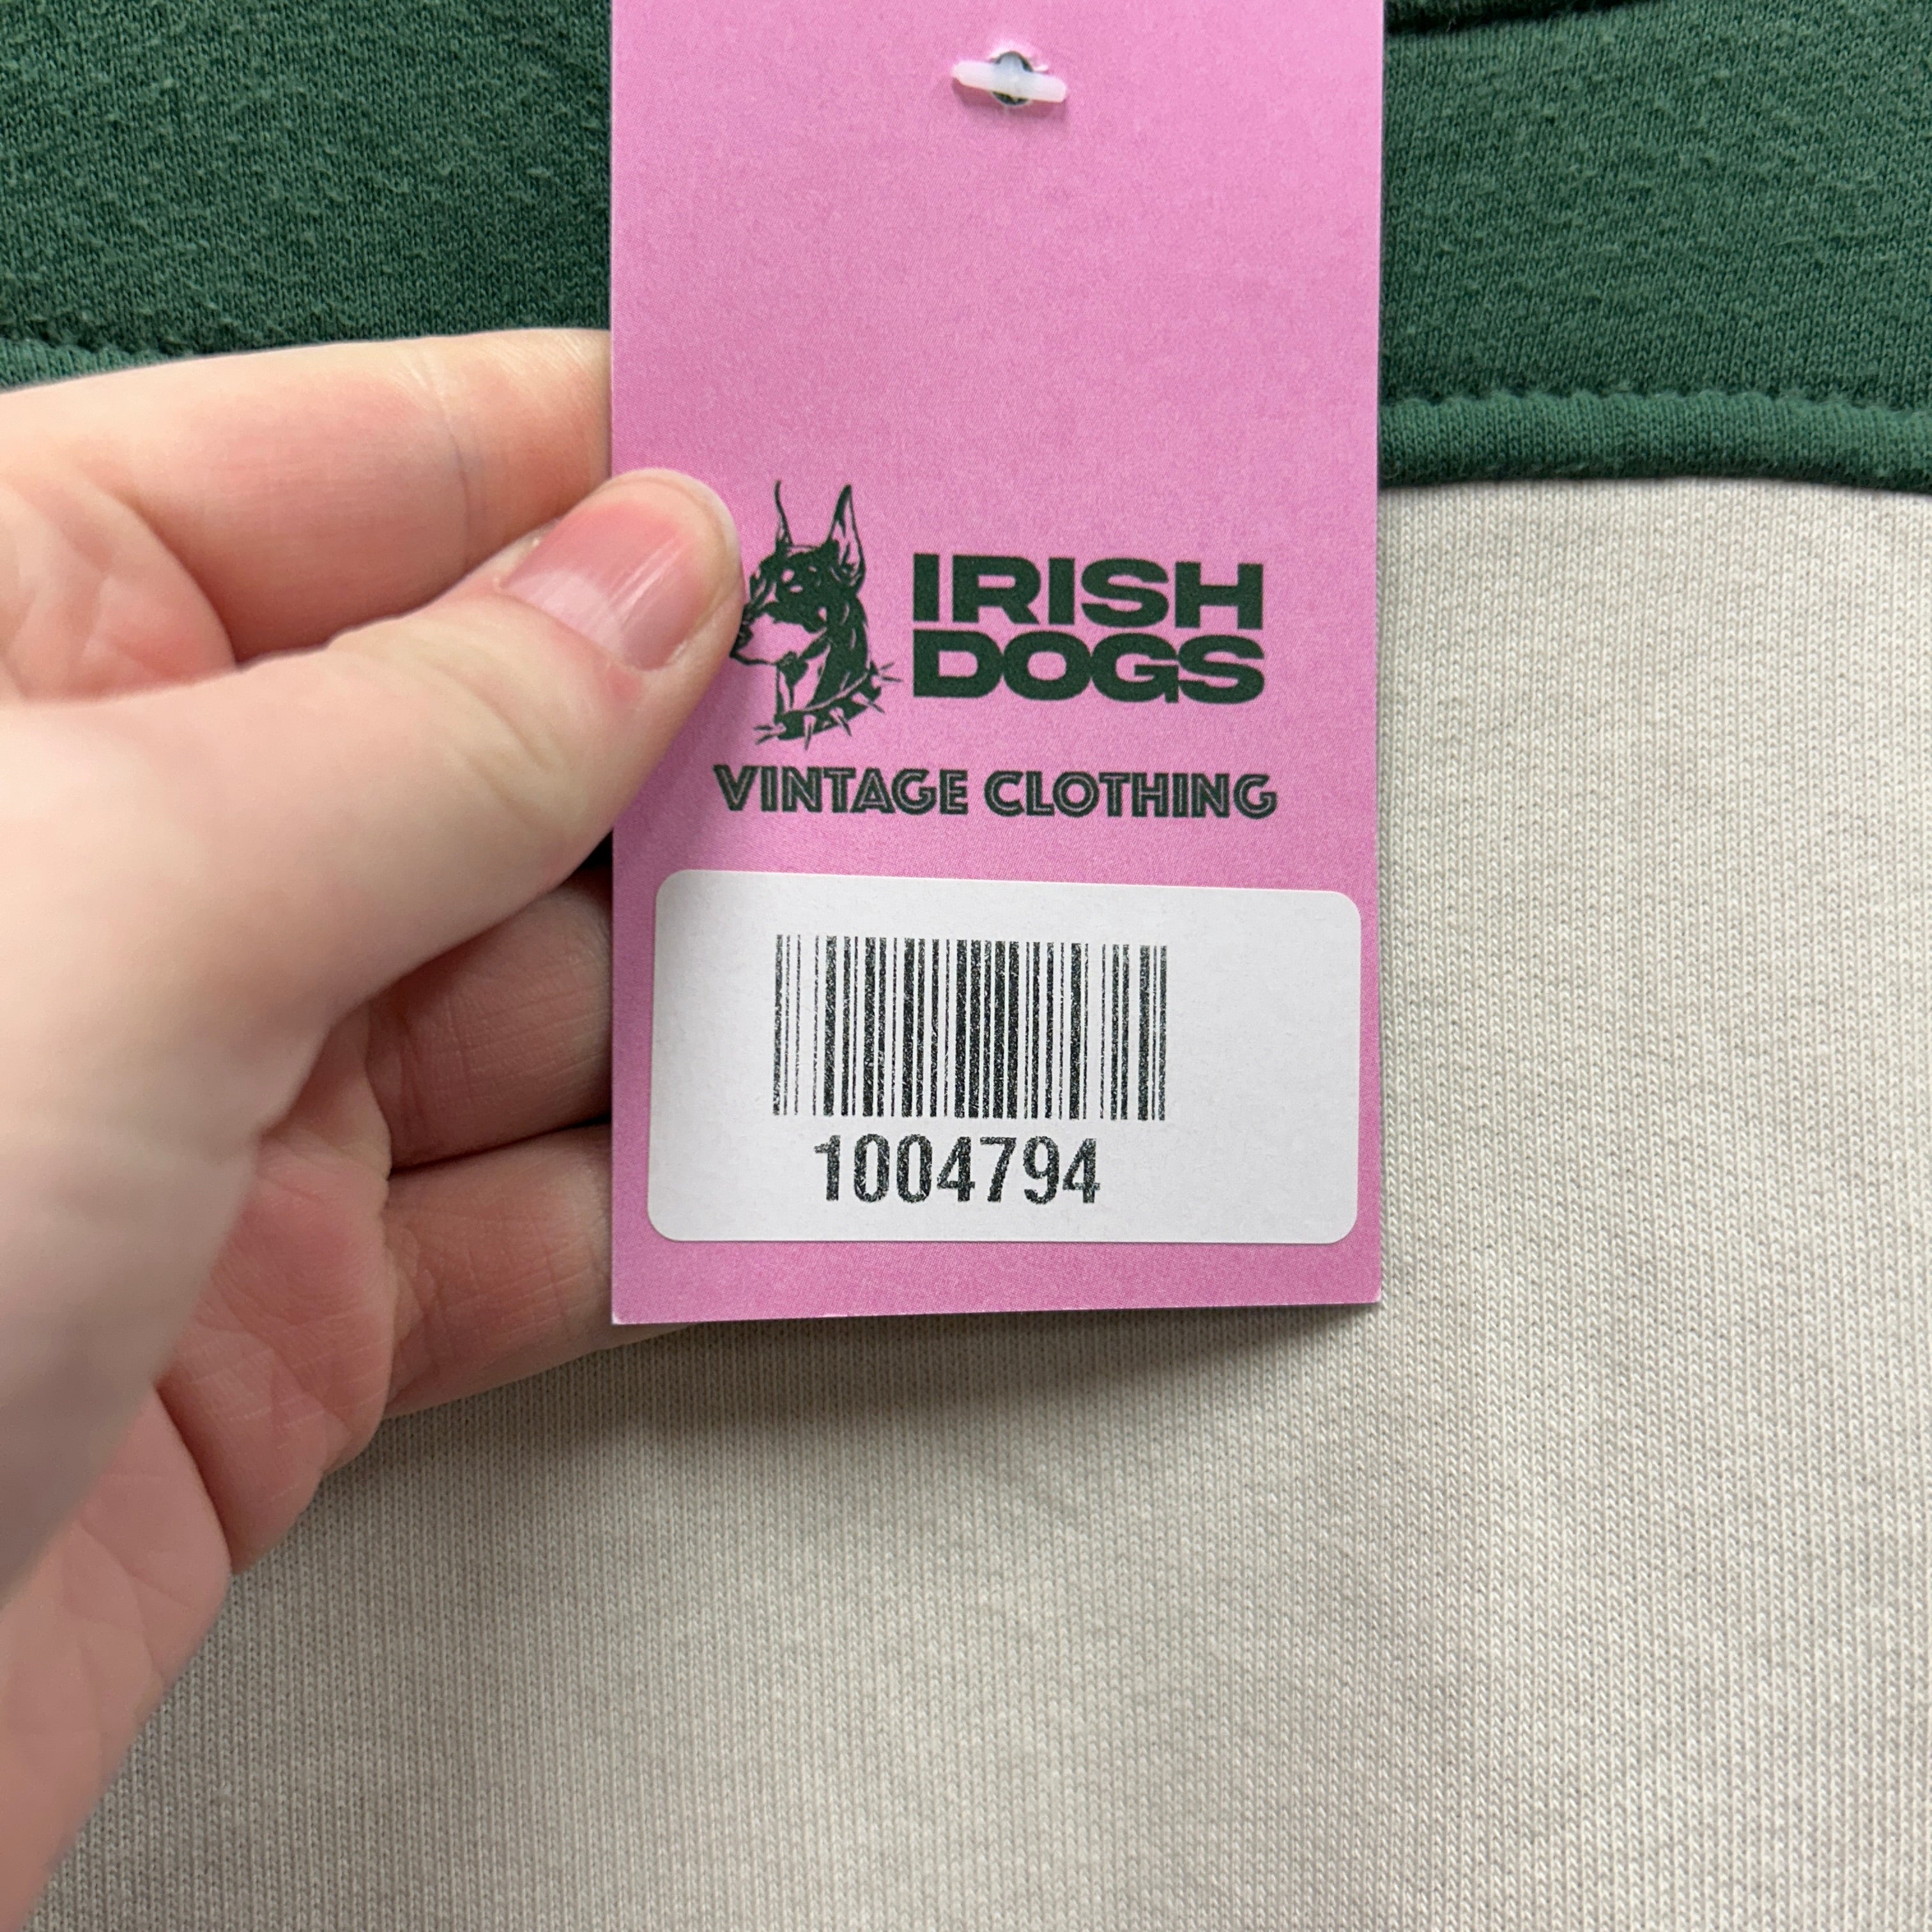 IRISH
DOGS
VINTAGE CLOTHING
1004794